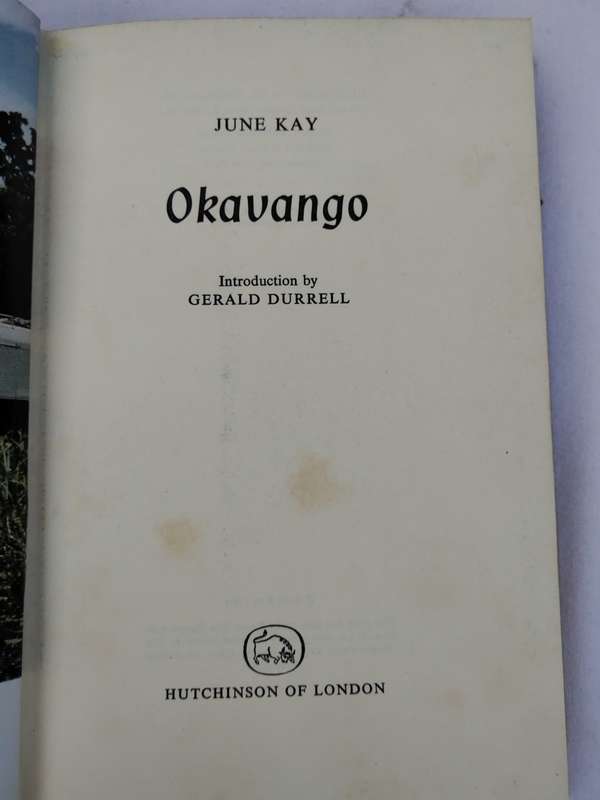 JUNE KAY
Okavango
Introduction by
GERALD DURRELL
HUTCHINSON OF LONDON